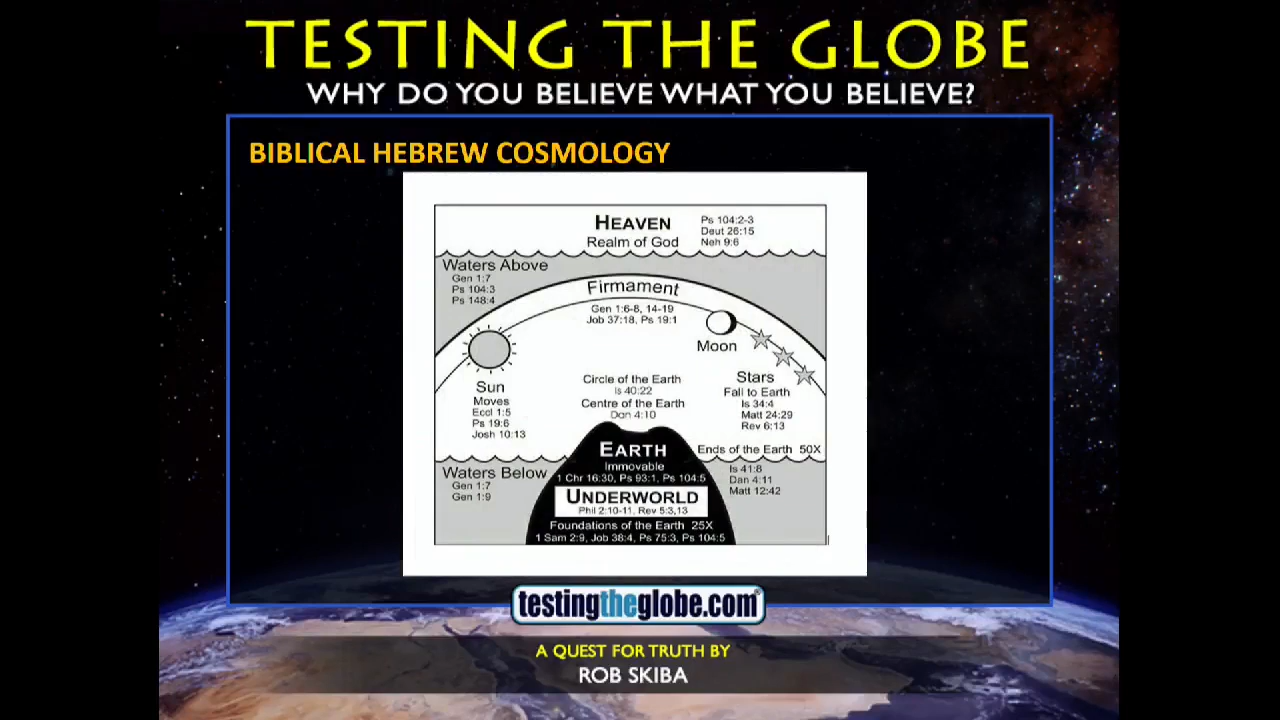 TESTING THE GLOBE
WHY DO YOU BELIEVE WHAT YOU BELIEVE?
BIBLICAL HEBREW COSMOLOGY
HEAVEN
Realm of God
Ps 104:2-3
Deut 26:15
Neh 9:6
Waters Above
Gen 1:7
Ps 104:3
Ps 148:4
Firmament
Gen 1:6-8, 14-19
Job 37:18, Ps 19:1
Moon
Sun
Moves
Eccl 1:5
Ps 19:6
Josh 10:13
Circle of the Earth
Is 40:22
Centre of the Earth
Dan 4:10
Stars
Fall to Earth
Is 34:4
Matt 24:29
Rev 6:13
EARTH
Immovable
1 Chr 16:30, Ps 93:1, Ps 104:5
Ends of the Earth 50X
Is 41:8
Dan 4:11
Matt 12:42
Waters Below
Gen 1:7
Gen 1:9
UNDERWORLD
Phil 2:10-11, Rev 5:3,13
Foundations of the Earth 25X
1 Sam 2:9, Job 38:4, Ps 75:3, Ps 104:5
testingtheglobe.com®
A QUEST FOR TRUTH BY
ROB SKIBA